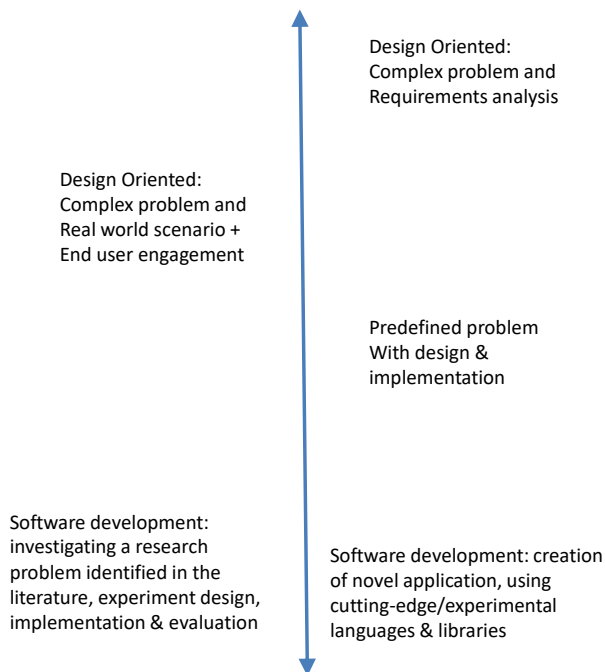 Design Oriented:
Complex problem and
Requirements analysis
Design Oriented:
Complex problem and
Real world scenario +
End user engagement
Predefined problem
With design &
implementation
Software development:
investigating a research
problem identified in the
literature, experiment design,
implementation & evaluation
Software development: creation
of novel application, using
cutting-edge/experimental
languages & libraries